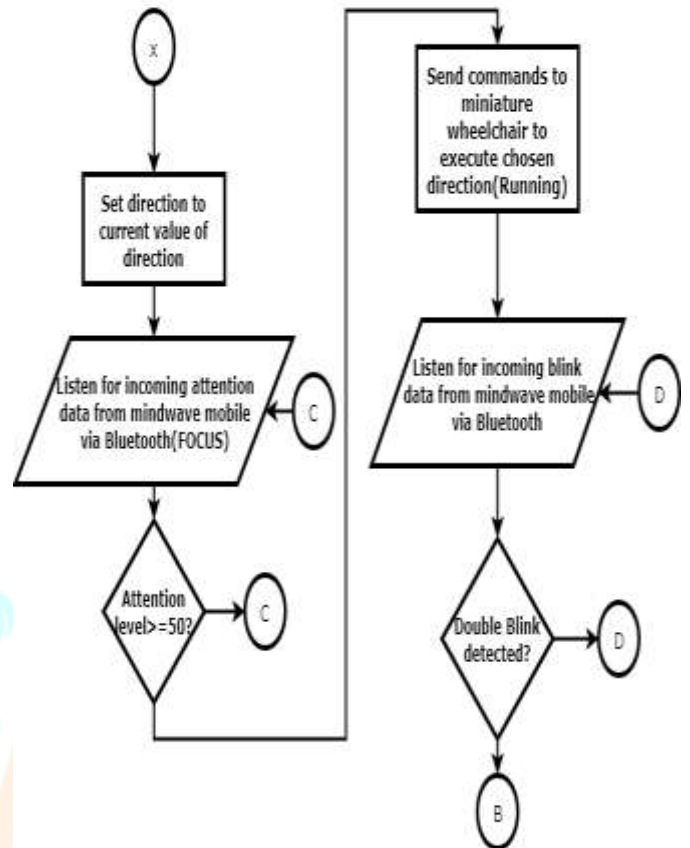 x
Set direction to
current value of
direction
Listen for incoming attention
data from mindwave mobile
via Bluetooth(FOCUS)
C
Attention
level>=50?
C
Send commands to
miniature
wheelchair to
execute chosen
direction(Running)
Listen for incoming blink
data from mindwave mobile
via Bluetooth
D
Double Blink
detected?
D
B